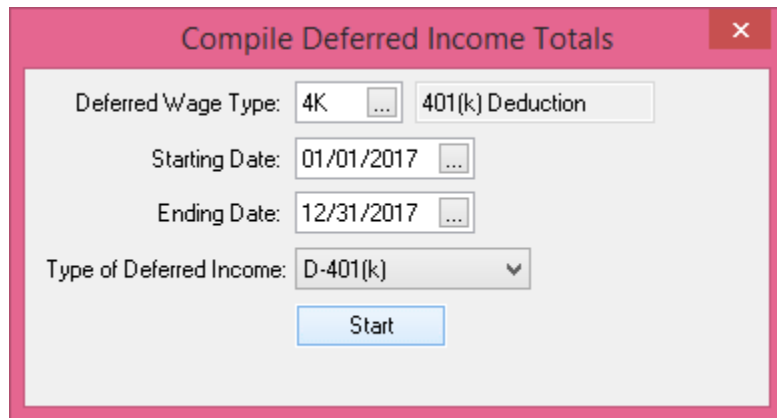 Compile Deferred Income Totals
Deferred Wage Type: 4K ... 401(k) Deduction
Starting Date: 01/01/2017 ...
Ending Date: 12/31/2017 ...
Type of Deferred Income: D-401(k)
Start